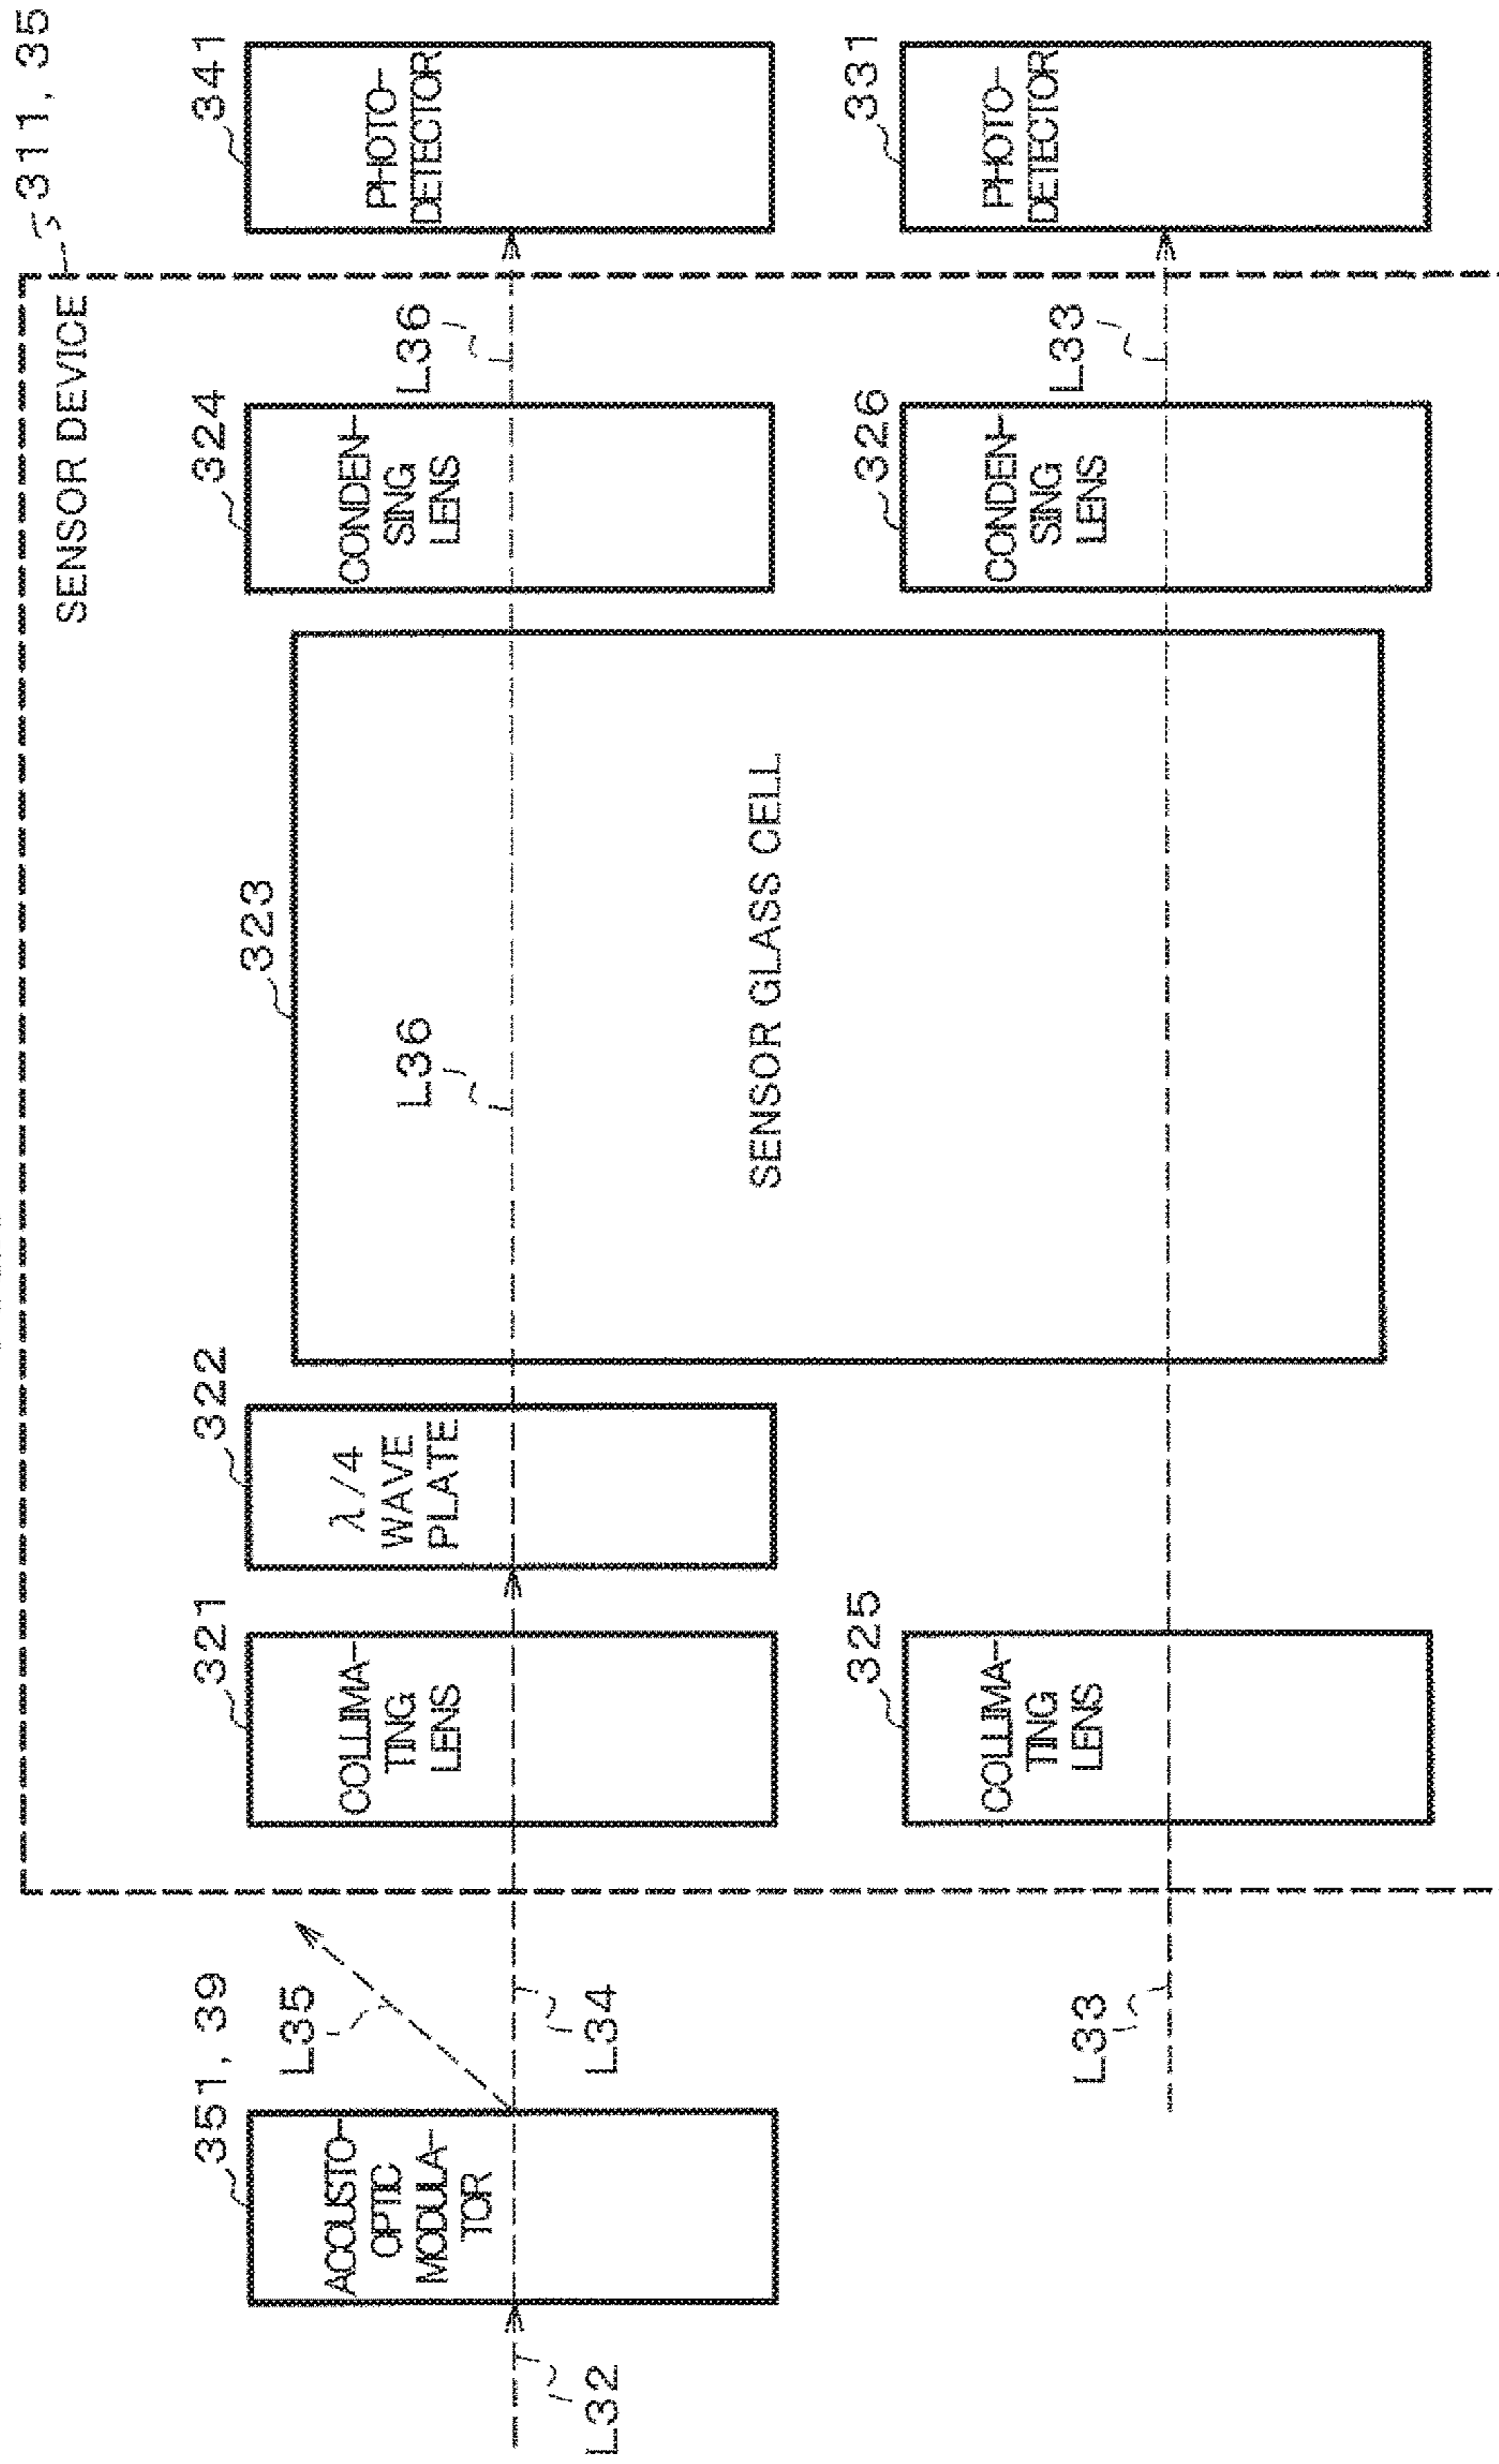 311, 35
SENSOR DEVICE
351, 39
ACOUSTO-
OPTIC
MODULA-
TOR
L32
L35
L34
321
COLLIMA-
TING
LENS
322
λ/4
WAVE
PLATE
323
L36
SENSOR GLASS CELL
324
CONDEN-
SING
LENS
L36
341
PHOTO-
DETECTOR
L33
325
COLLIMA-
TING
LENS
326
CONDEN-
SING
LENS
L33
331
PHOTO-
DETECTOR